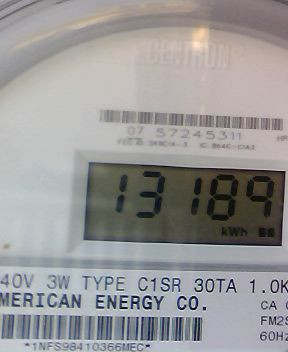 CENTRON
07 57245311
13189
kWh
40V 3W TYPE C1SR 30TA 1.0K
MERICAN ENERGY CO.
CA
FM2S
60Hz
*1NFS98410366MEC*